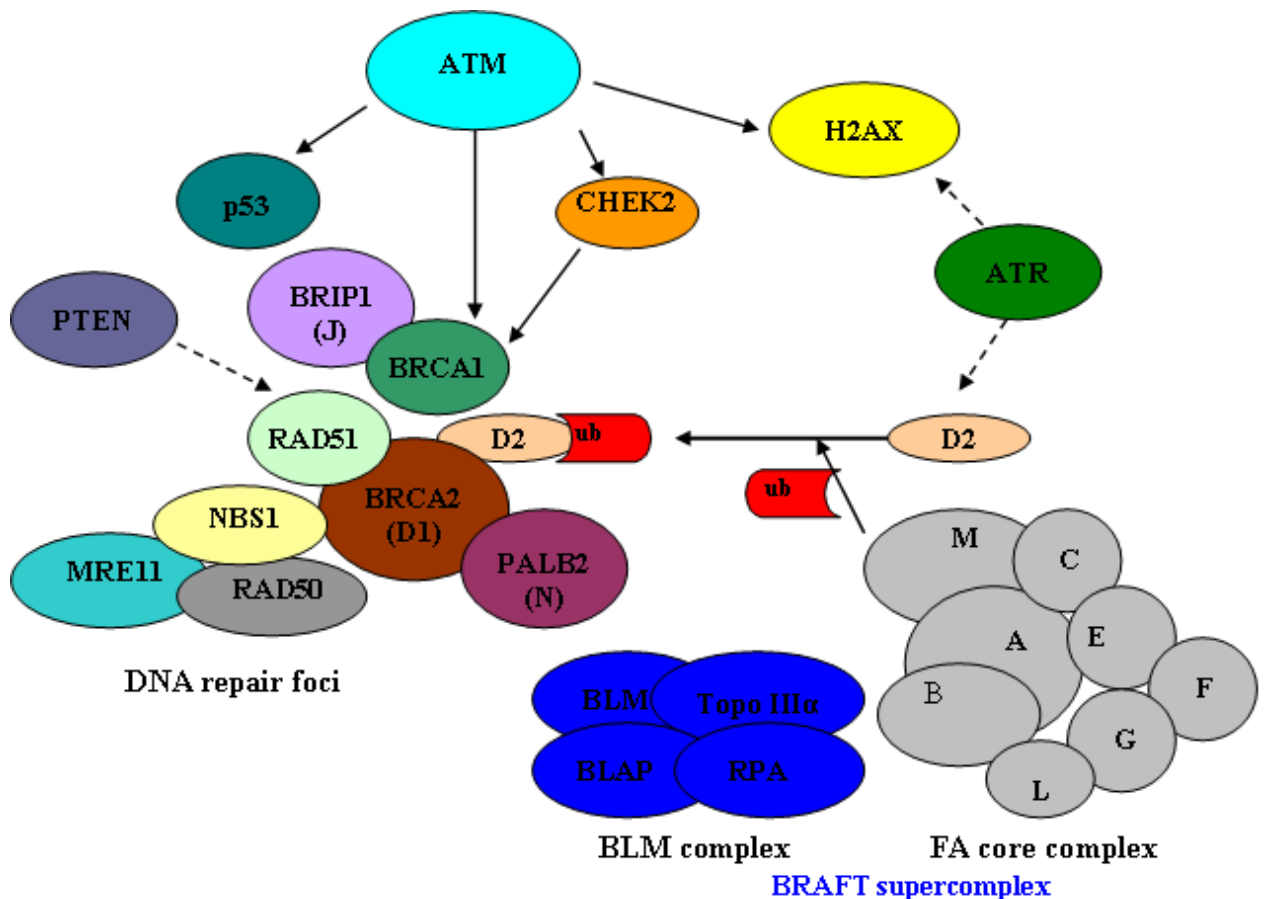 ATM
H2AX
p53
CHEK2
ATR
BRIP1
(J)
PTEN
BRCA1
RAD51
D2
ub
D2
ub
BRCA2
(D1)
NBS1
PALB2
(N)
MRE11
RAD50
M
C
A
E
B
F
G
L
DNA repair foci
BLM
Topo IIIα
BLAP
RPA
BLM complex
FA core complex
BRAFT supercomplex